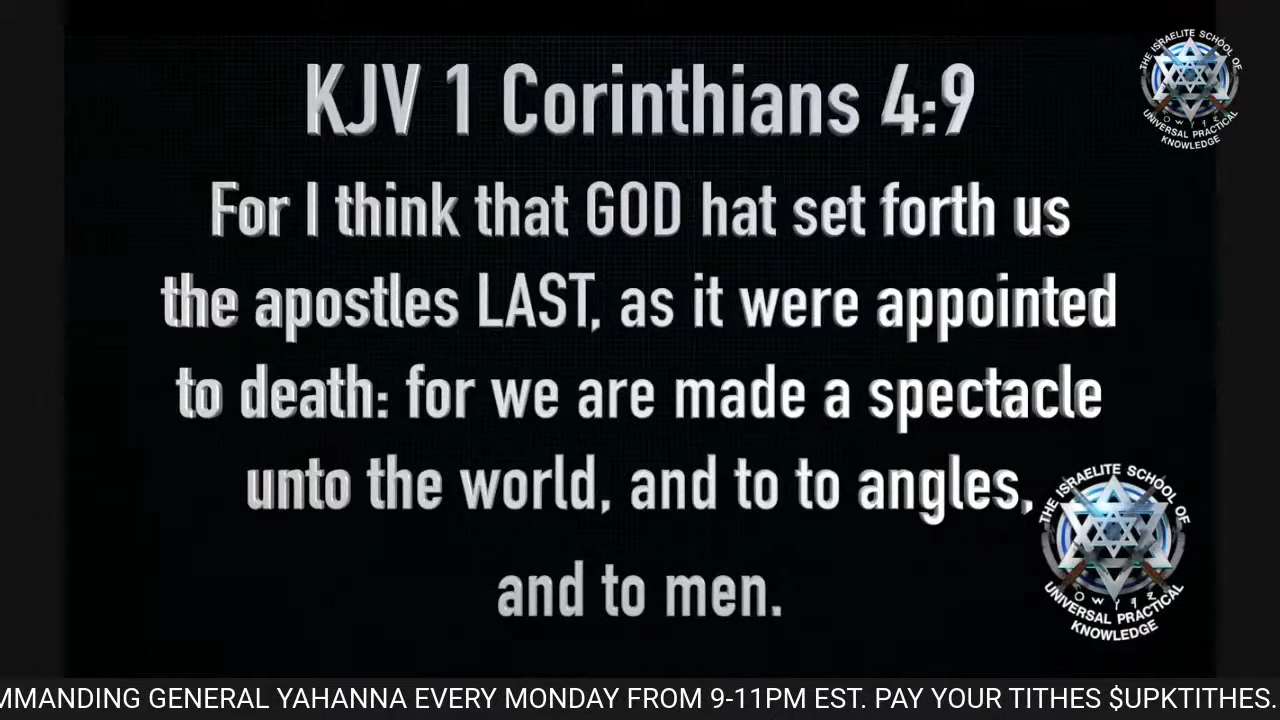 KJV 1 Corinthians 4:9
THE ISRAELITE SCHOOL OF
UNIVERSAL PRACTICAL
KNOWLEDGE
For I think that GOD hat set forth us
the apostles LAST, as it were appointed
to death: for we are made a spectacle
unto the world, and to to angles,
and to men.
THE ISRAELITE SCHOOL OF
UNIVERSAL PRACTICAL
KNOWLEDGE
MMANDING GENERAL YAHANNA EVERY MONDAY FROM 9-11PM EST. PAY YOUR TITHES $UPKTITHES.